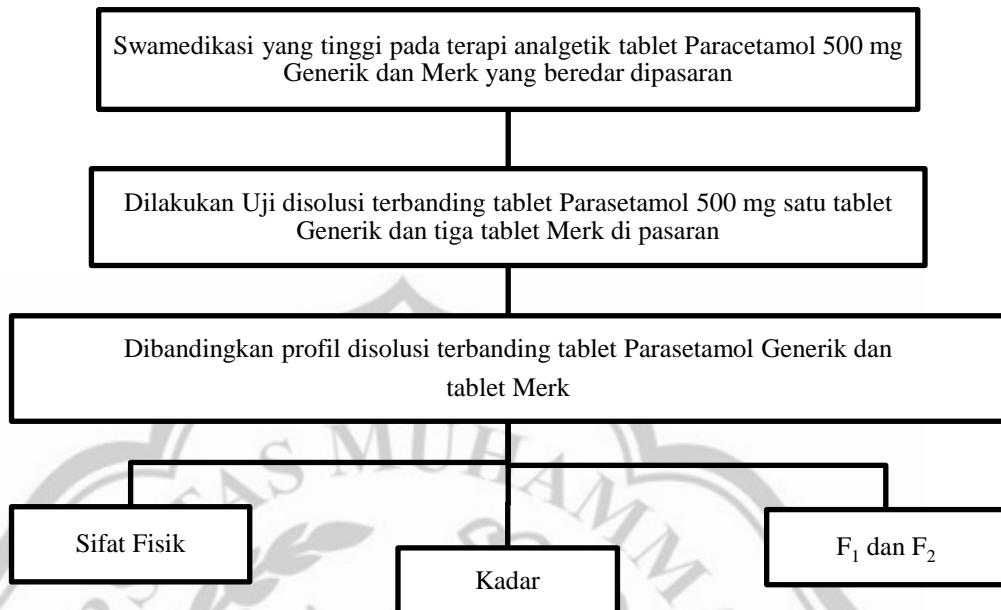 Swamedikasi yang tinggi pada terapi analgetik tablet Paracetamol 500 mg
Generik dan Merk yang beredar dipasaran
Dilakukan Uji disolusi terbanding tablet Parasetamol 500 mg satu tablet
Generik dan tiga tablet Merk di pasaran
Dibandingkan profil disolusi terbanding tablet Parasetamol Generik dan
tablet Merk
Sifat Fisik
Kadar
F₁ dan F₂